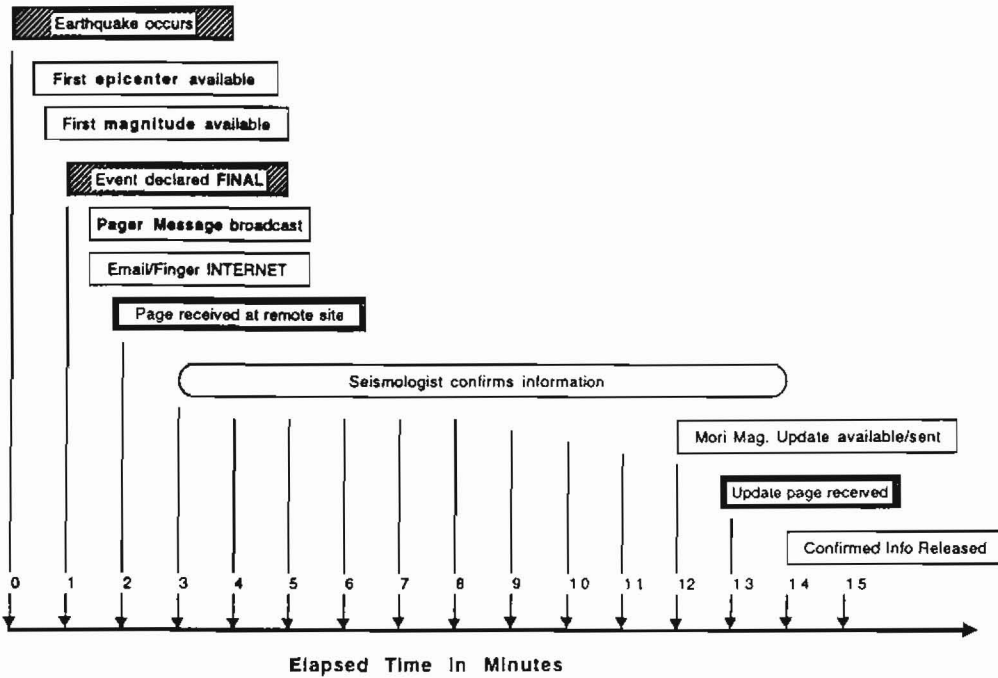 Earthquake occurs
First epicenter available
First magnitude available
Event declared FINAL
Pager Message broadcast
Email/Finger INTERNET
Page received at remote site
Seismologist confirms information
Mori Mag. Update available/sent
Update page received
Confirmed Info Released
0 1 2 3 4 5 6 7 8 9 10 11 12 13 14 15
Elapsed Time In Minutes